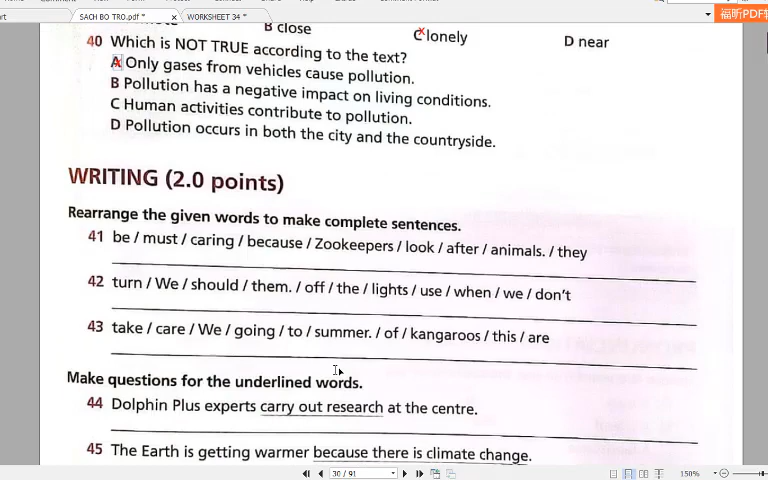 SACH BO TRO.pdf * × WORKSHEET 34 *
B close
C lonely
D near
40 Which is NOT TRUE according to the text?
A Only gases from vehicles cause pollution.
B Pollution has a negative impact on living conditions.
C Human activities contribute to pollution.
D Pollution occurs in both the city and the countryside.
WRITING (2.0 points)
Rearrange the given words to make complete sentences.
41 be / must / caring / because / Zookeepers / look / after / animals. / they
42 turn / We / should / them. / off / the / lights / use / when / we / don't
43 take / care / We / going / to / summer. / of / kangaroos / this / are
Make questions for the underlined words.
44 Dolphin Plus experts carry out research at the centre.
45 The Earth is getting warmer because there is climate change.
30 / 91
150%